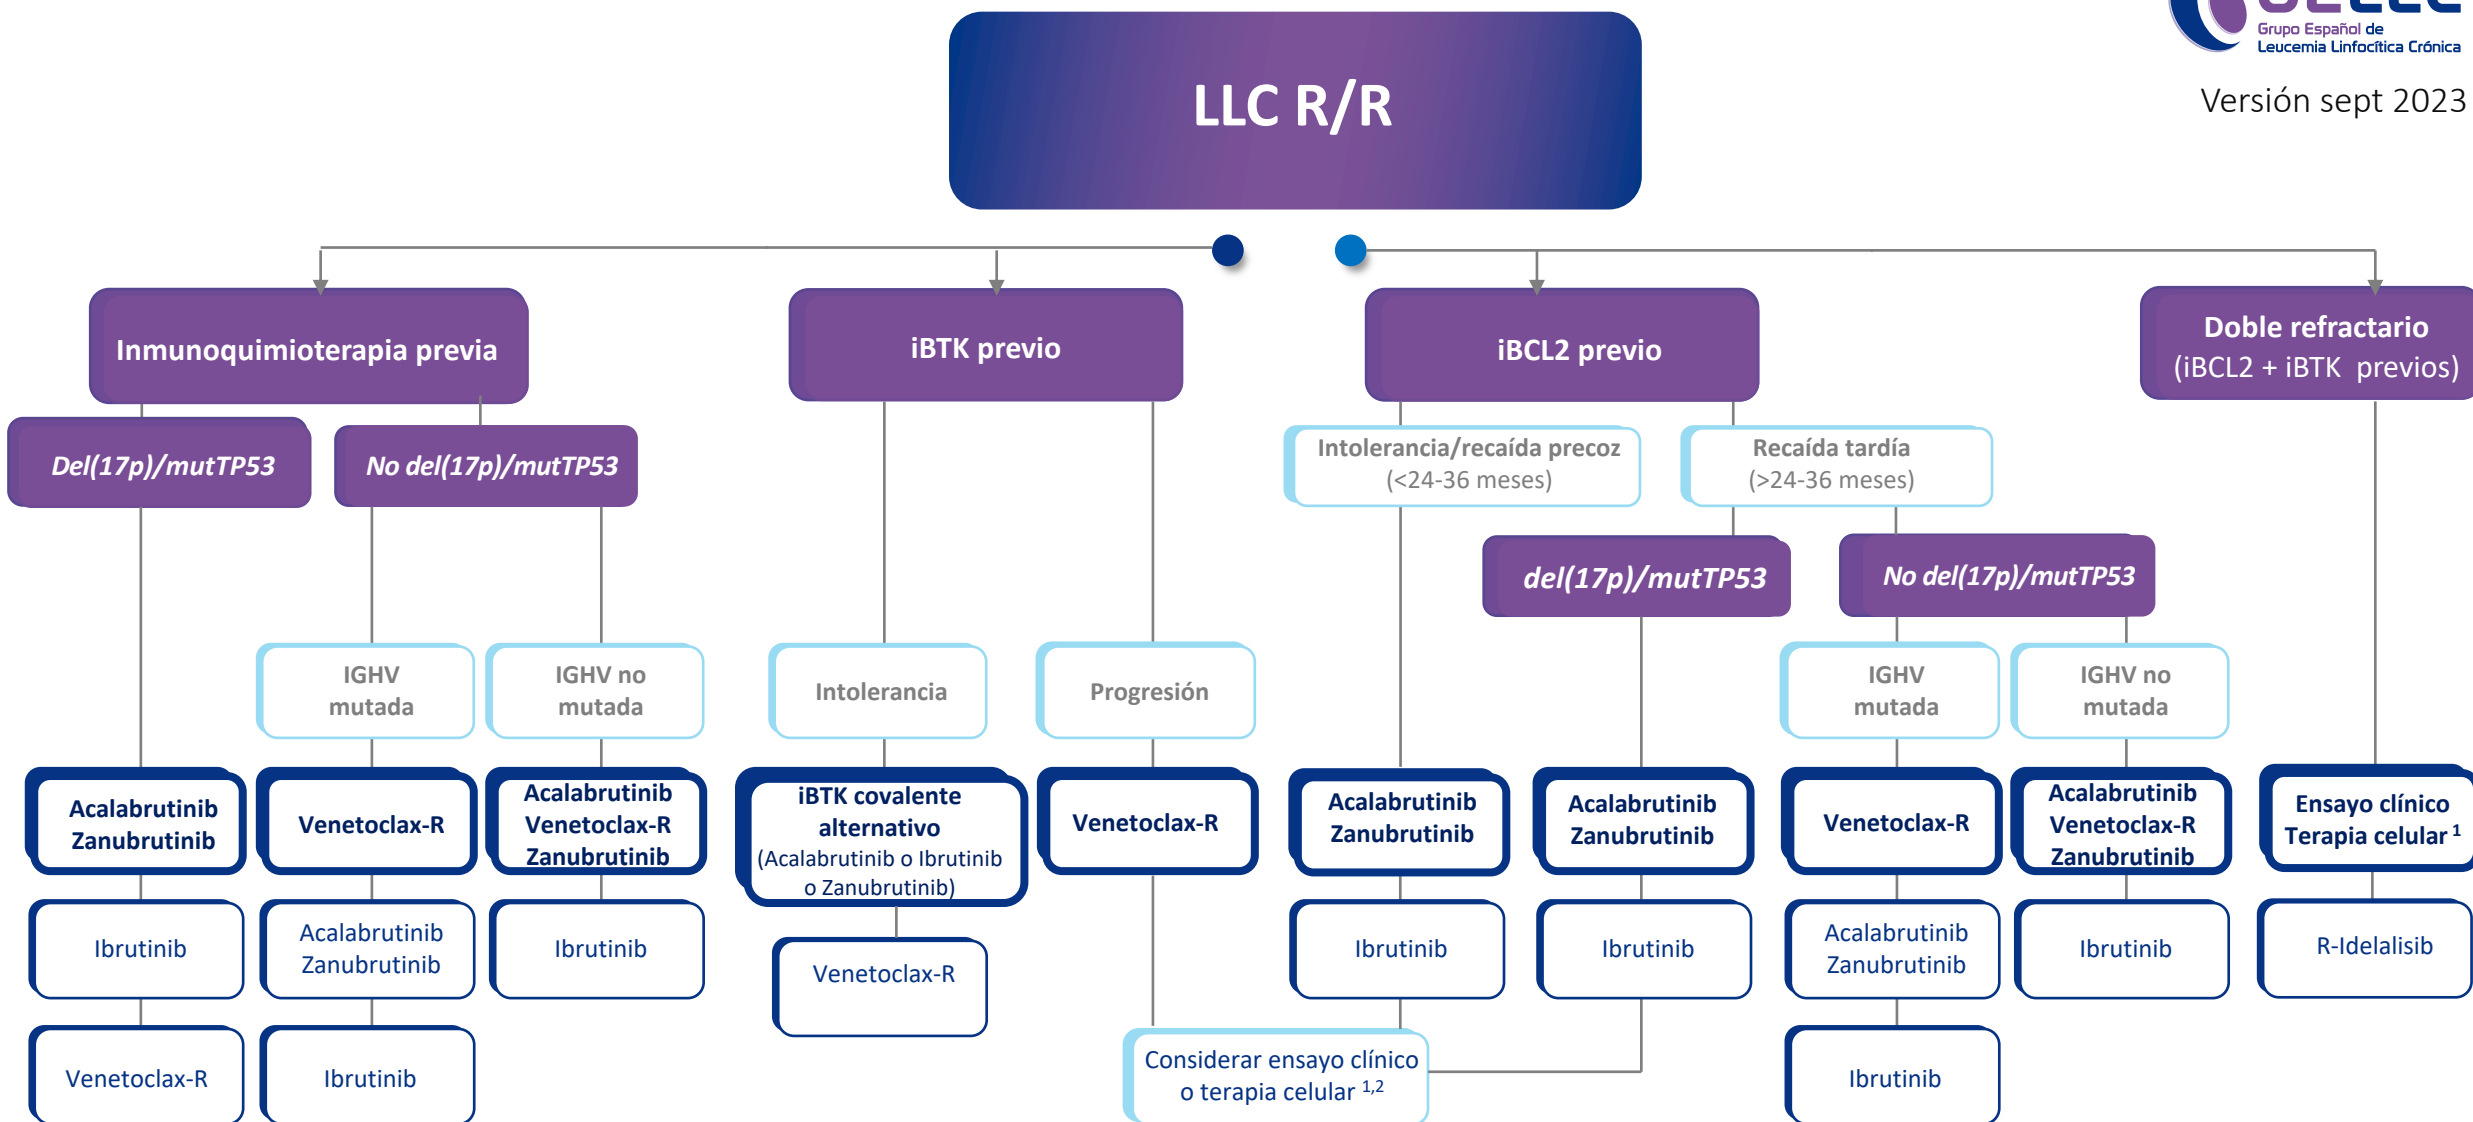 Grupo Español de
Leucemia Linfocítica Crónica
Versión sept 2023
LLC R/R
Inmunoquimioterapia previa
iBTK previo
iBCL2 previo
Doble refractario
(iBCL2 + iBTK previos)
Del(17p)/mutTP53
No del(17p)/mutTP53
Intolerancia/recaída precoz
(<24-36 meses)
Recaída tardía
(>24-36 meses)
del(17p)/mutTP53
No del(17p)/mutTP53
IGHV
mutada
IGHV no
mutada
Intolerancia
Progresión
IGHV
mutada
IGHV no
mutada
Acalabrutinib
Zanubrutinib
Venetoclax-R
Acalabrutinib
Venetoclax-R
Zanubrutinib
iBTK covalente
alternativo
(Acalabrutinib o Ibrutinib
o Zanubrutinib)
Venetoclax-R
Acalabrutinib
Zanubrutinib
Acalabrutinib
Zanubrutinib
Venetoclax-R
Acalabrutinib
Venetoclax-R
Zanubrutinib
Ensayo clínico
Terapia celular 1
Ibrutinib
Acalabrutinib
Zanubrutinib
Ibrutinib
Venetoclax-R
Ibrutinib
Ibrutinib
Acalabrutinib
Zanubrutinib
Ibrutinib
R-Idelalisib
Venetoclax-R
Ibrutinib
Considerar ensayo clínico
o terapia celular 1,2
Ibrutinib